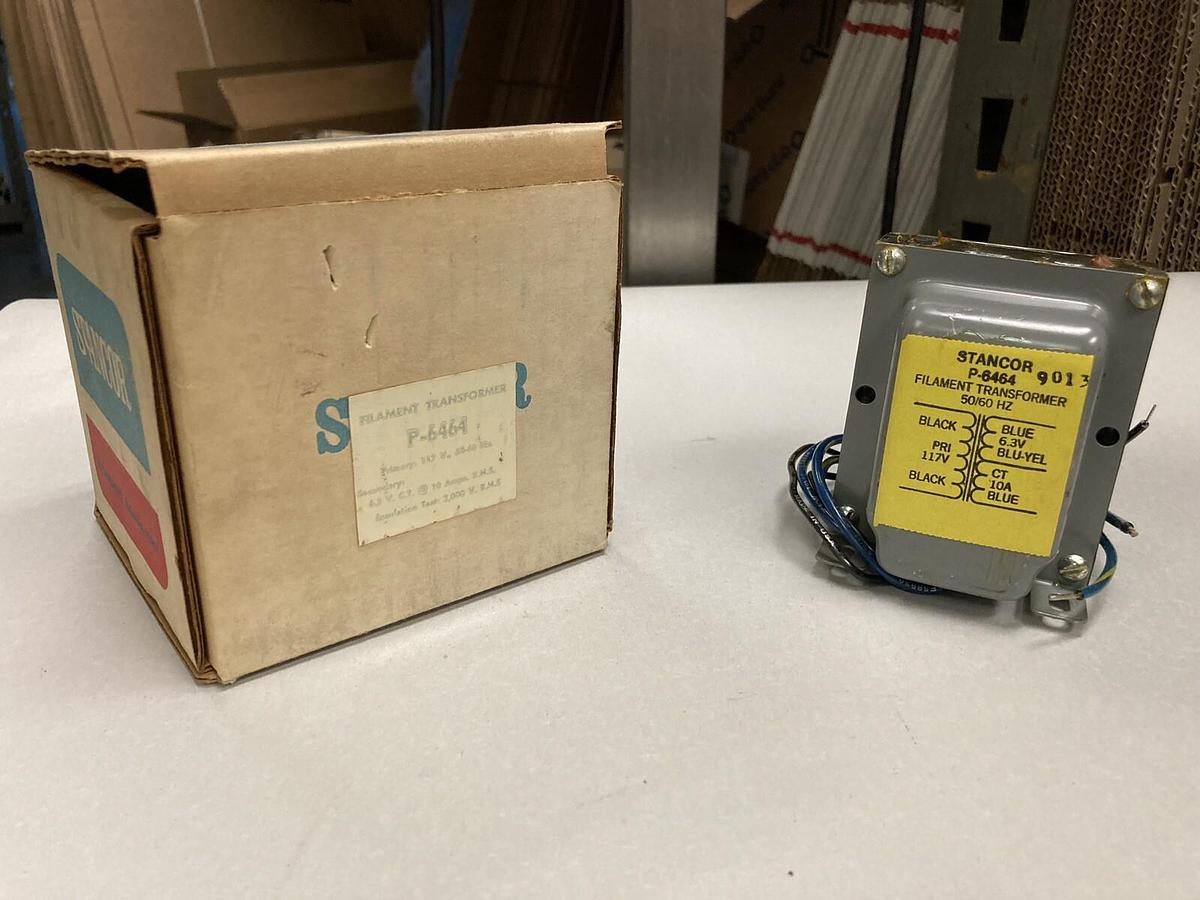 STANCOR
FILAMENT TRANSFORMER
P-6464
Primary: 117 V. 50-60 
Secondary:
6.3 V. C.T. @ 10 Amps. R.M.S.
Insulation Test: 2,000 V. R.M.S
S
R
STANCOR
P-6464 9013
FILAMENT TRANSFORMER
50/60 HZ
BLACK
PRI
117V
BLACK
BLUE
6.3V
BLU-YEL
CT
10A
BLUE